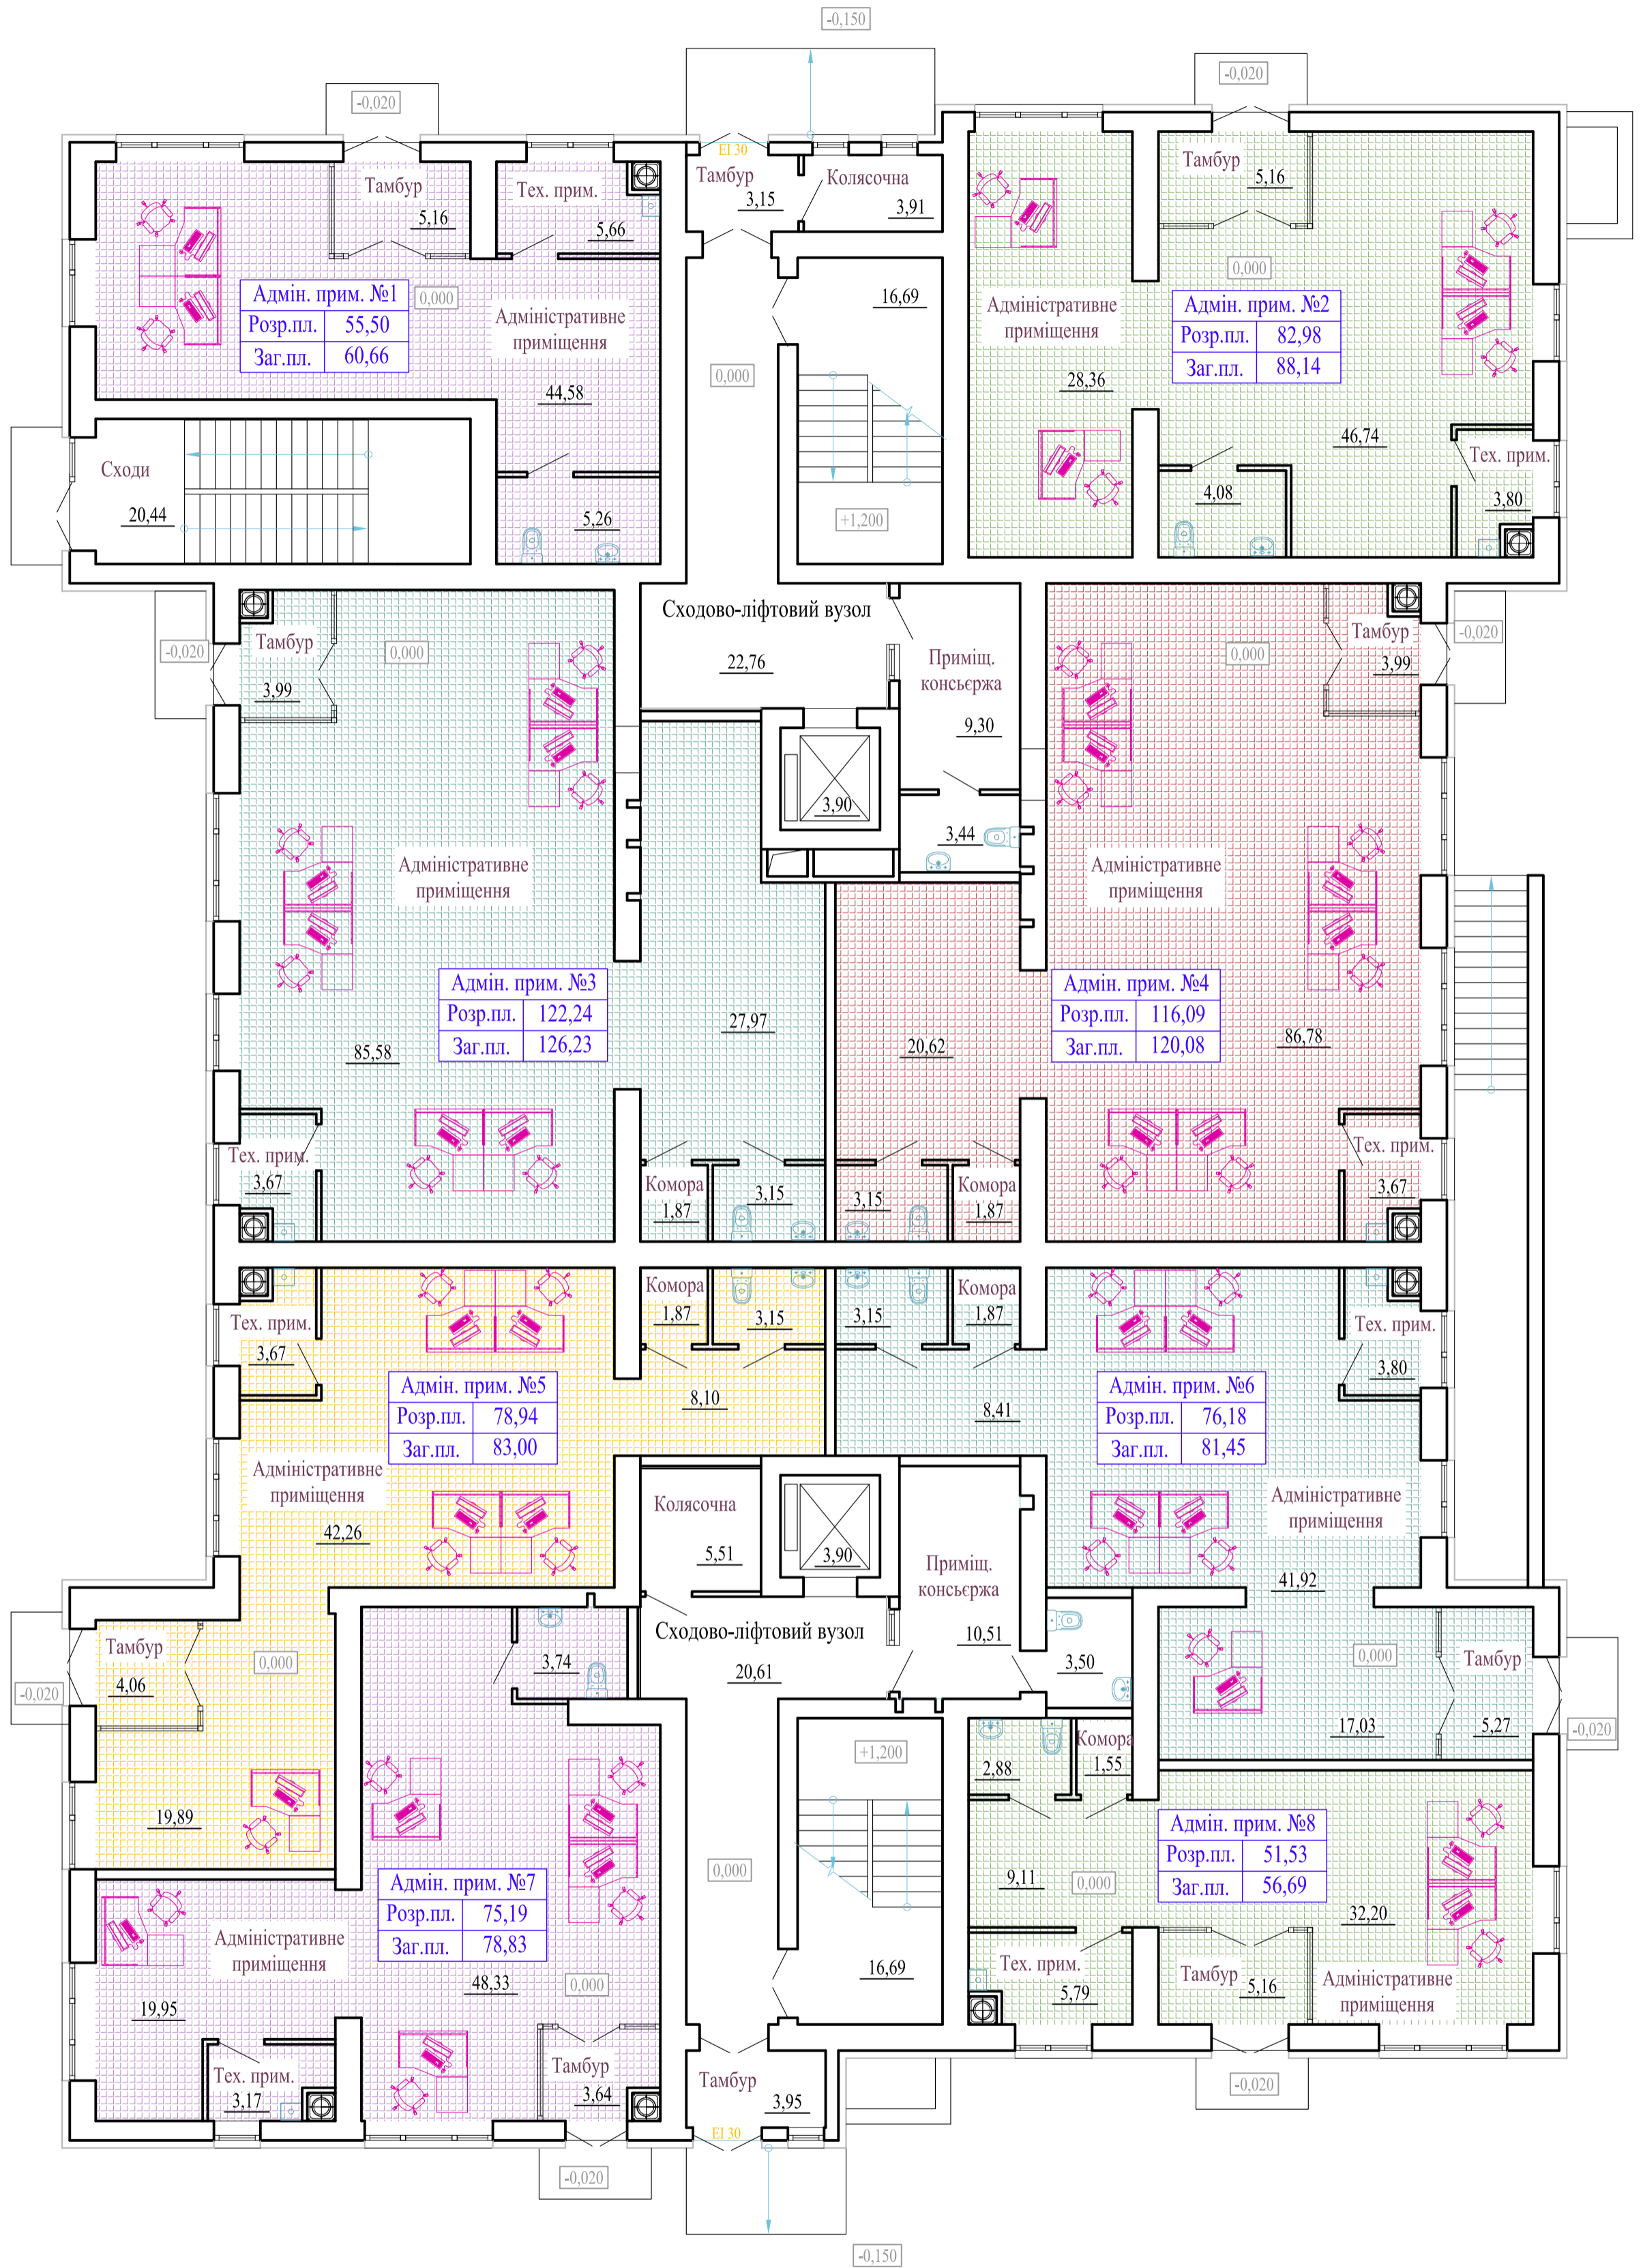 -0,150
-0,020
-0,020
EI 30
Тамбур
3,15
Колясочна
3,91
Тамбур
5,16
Тех. прим.
5,66
Адмін. прим. №1
Розр.пл. 55,50
Заг.пл. 60,66
0,000
Адміністративне
приміщення
44,58
5,26
Сходи
20,44
16,69
0,000
+1,200
Тамбур
5,16
0,000
Адміністративне
приміщення
28,36
Адмін. прим. №2
Розр.пл. 82,98
Заг.пл. 88,14
46,74
Тех. прим.
3,80
4,08
-0,020
Тамбур
3,99
0,000
Сходово-ліфтовий вузол
22,76
Приміщ.
консьєржа
9,30
3,90
3,44
0,000
Тамбур
3,99
-0,020
Адміністративне
приміщення
Адміністративне
приміщення
Адмін. прим. №3
Розр.пл. 122,24
Заг.пл. 126,23
85,58
27,97
20,62
Адмін. прим. №4
Розр.пл. 116,09
Заг.пл. 120,08
86,78
Тех. прим.
3,67
Комора
1,87
3,15
3,15
Комора
1,87
Тех. прим.
3,67
Тех. прим.
3,67
Комора
1,87
3,15
3,15
Комора
1,87
Тех. прим.
3,80
Адмін. прим. №5
Розр.пл. 78,94
Заг.пл. 83,00
8,10
8,41
Адмін. прим. №6
Розр.пл. 76,18
Заг.пл. 81,45
Адміністративне
приміщення
42,26
Колясочна
5,51
3,90
Приміщ.
консьєржа
10,51
Адміністративне
приміщення
41,92
Тамбур
4,06
0,000
-0,020
3,74
Сходово-ліфтовий вузол
20,61
3,50
0,000
Тамбур
17,03
5,27
-0,020
19,89
+1,200
2,88
Комора
1,55
Адмін. прим. №8
Розр.пл. 51,53
Заг.пл. 56,69
9,11
0,000
32,20
Адмін. прим. №7
Розр.пл. 75,19
Заг.пл. 78,83
0,000
Адміністративне
приміщення
19,95
48,33
0,000
16,69
Тех. прим.
5,79
Тамбур
5,16
Адміністративне
приміщення
Тех. прим.
3,17
Тамбур
3,64
Тамбур
3,95
EI 30
-0,020
-0,020
-0,150